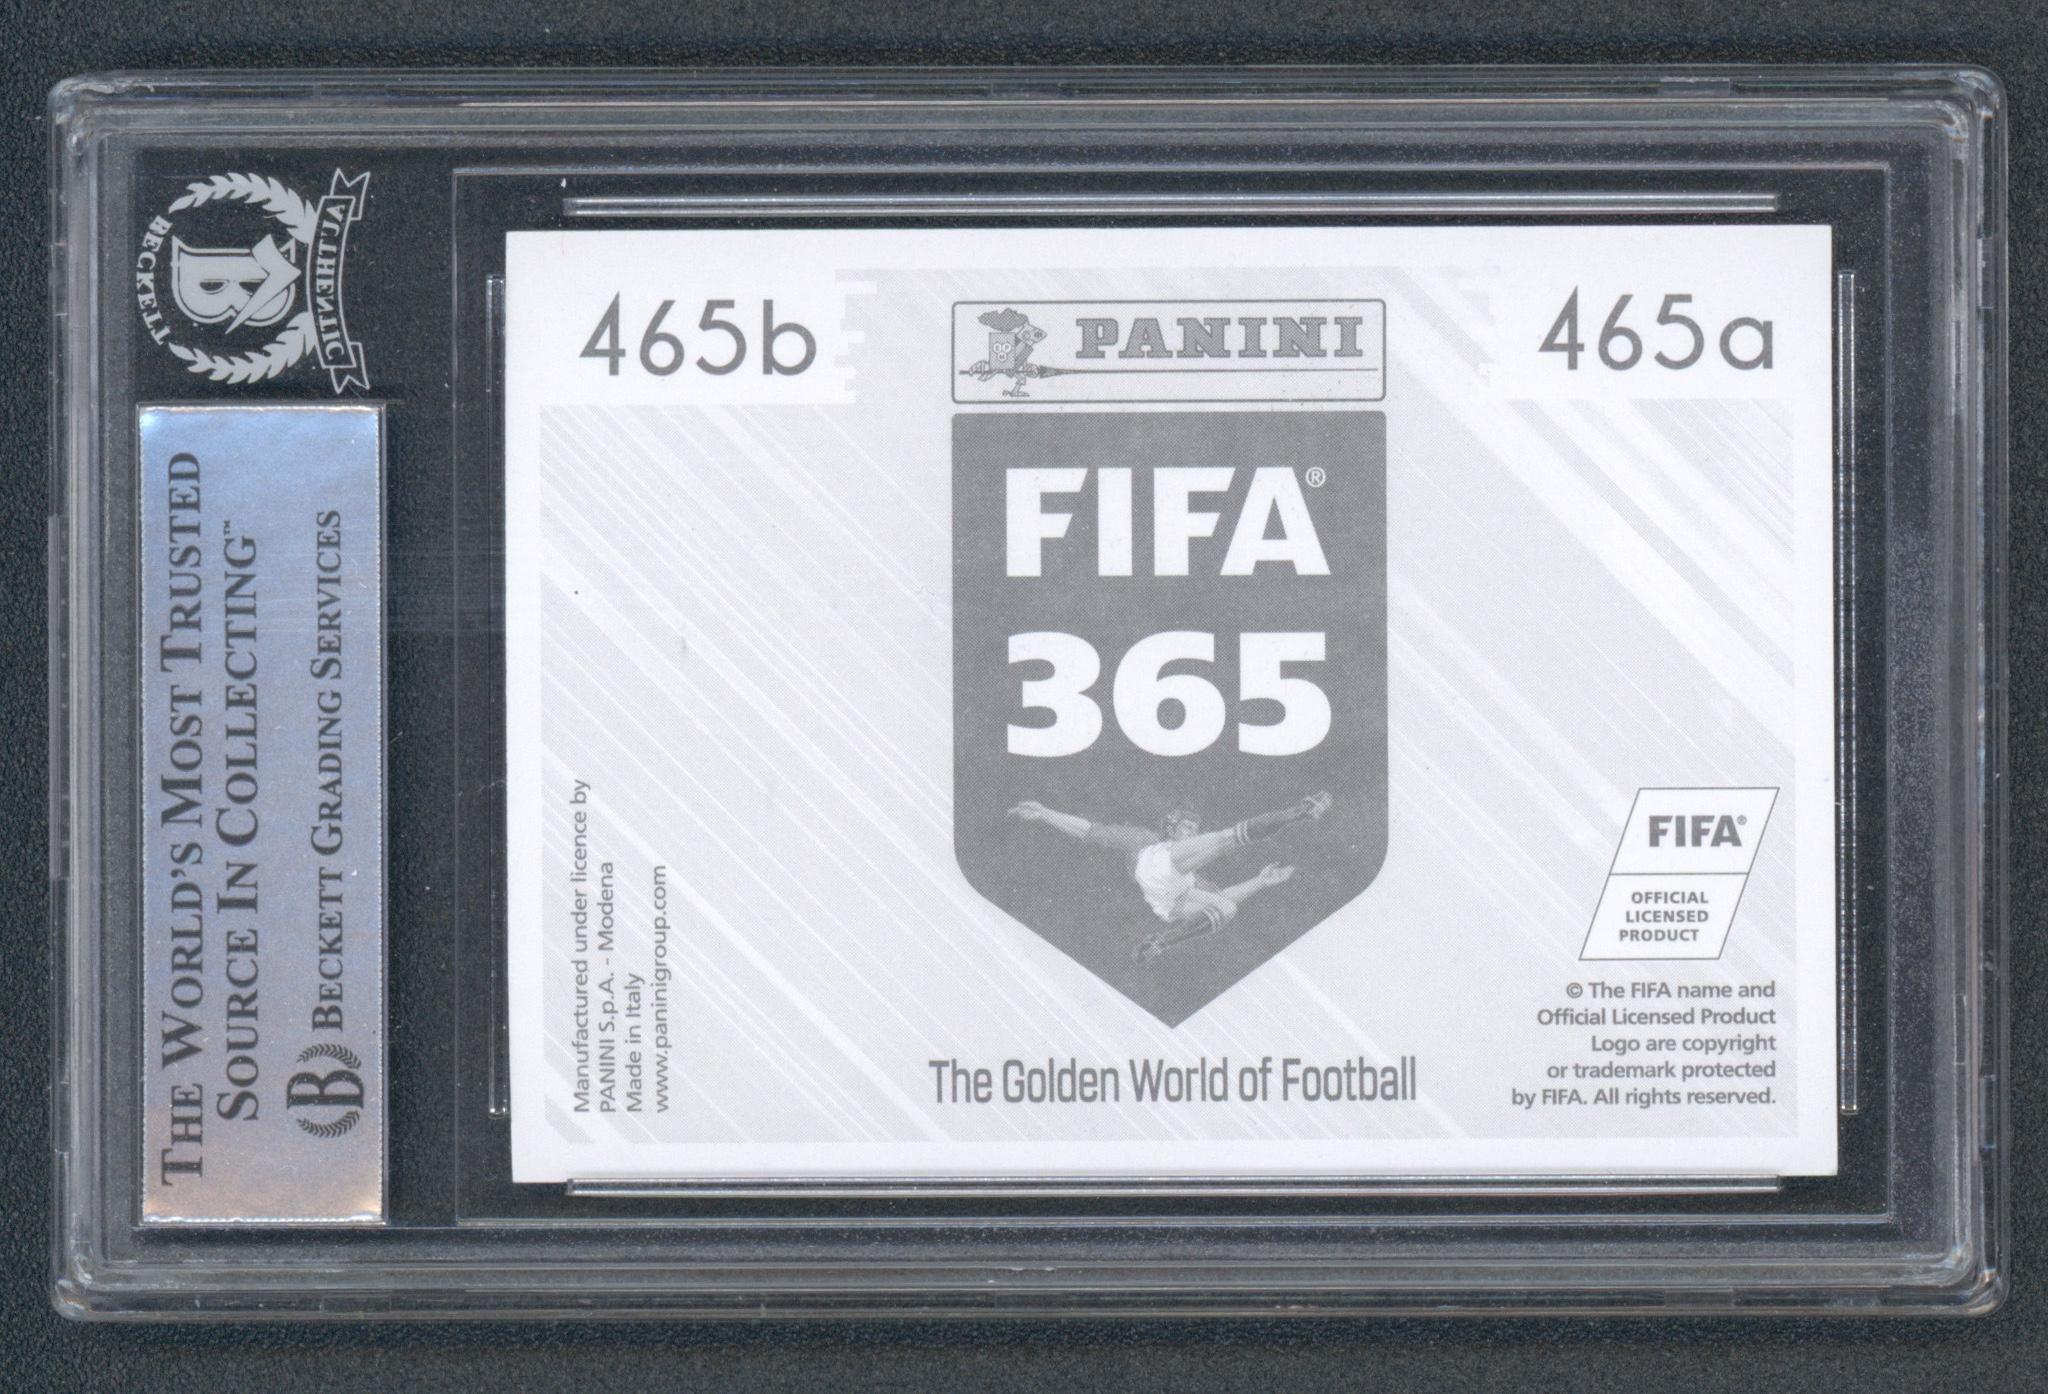 BECKETT
AUTHENTIC
THE WORLD'S MOST TRUSTED
SOURCE IN COLLECTING™
BECKETT GRADING SERVICES
465b
PANINI
465a
FIFA®
365
Manufactured under licence by
PANINI S.p.A. - Modena
Made in Italy
www.paninigroup.com
The Golden World of Football
FIFA®
OFFICIAL
LICENSED
PRODUCT
© The FIFA name and
Official Licensed Product
Logo are copyright
or trademark protected
by FIFA. All rights reserved.